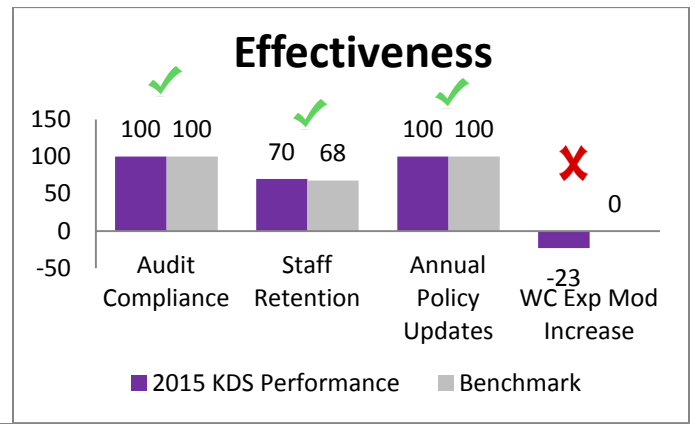 Effectiveness
150
100
50
0
-50
100 100
70 68
100 100
0
-23
Audit
Compliance
Staff
Retention
Annual
Policy
Updates
WC Exp Mod
Increase
2015 KDS Performance
Benchmark